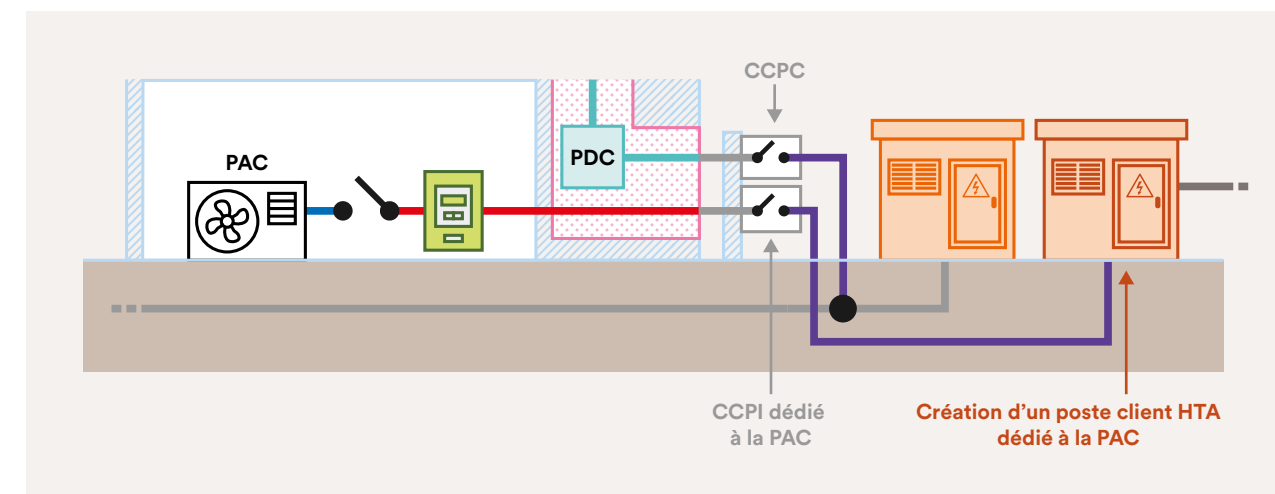 CCPC
PAC
PDC
CCPI dédié
à la PAC
Création d’un poste client HTA
dédié à la PAC